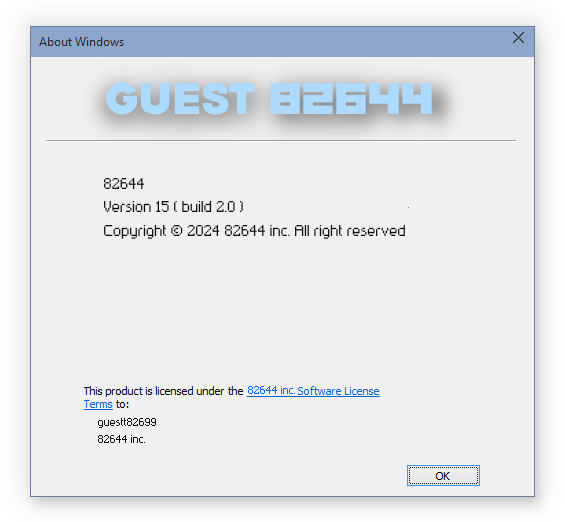 About Windows
GUEST 82644
82644
Version 15 ( build 2.0 )
Copyright © 2024 82644 inc. All right reserved
This product is licensed under the 82644 inc. Software License
Terms to:
guestt82699
82644 inc.
OK